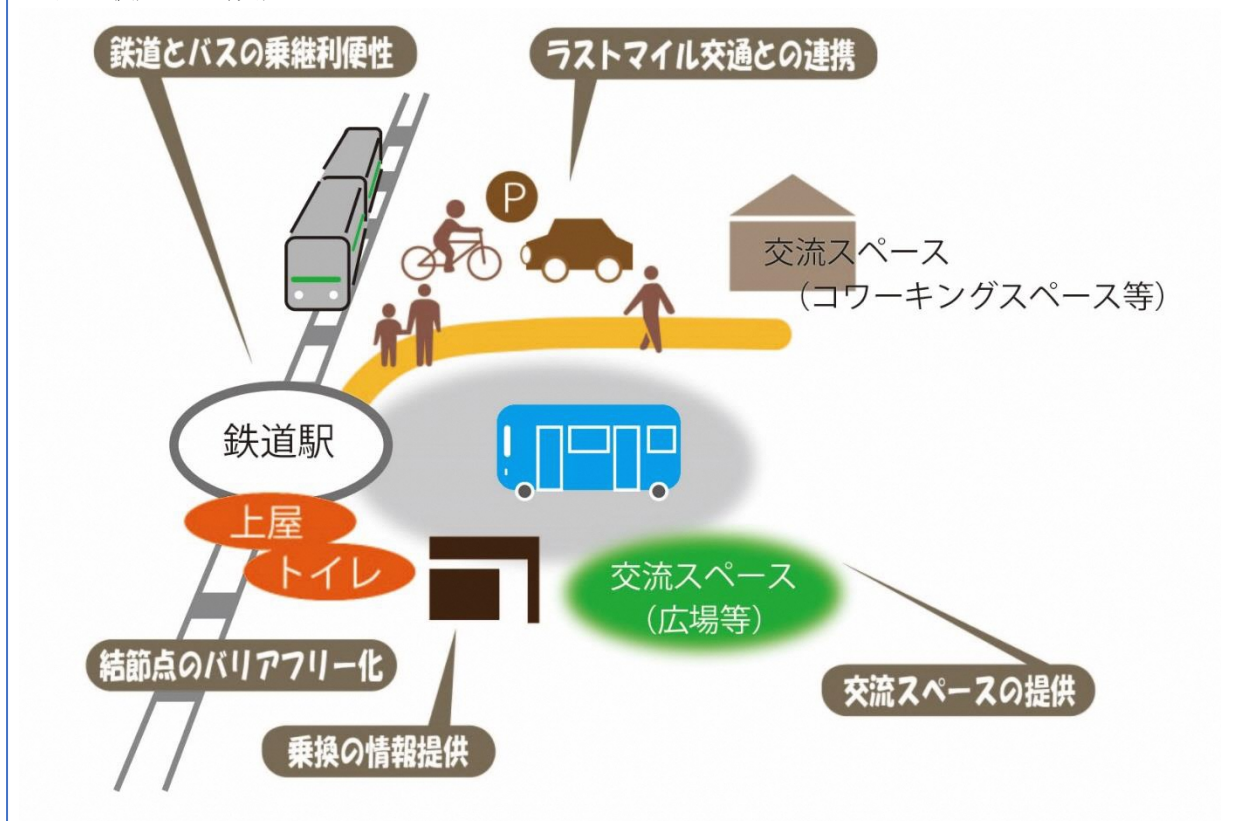 鉄道とバスの乗継利便性
ラストマイル交通との連携
P
交流スペース
（コワーキングスペース等）
鉄道駅
上屋
トイレ
交流スペース
（広場等）
結節点のバリアフリー化
交流スペースの提供
乗換の情報提供